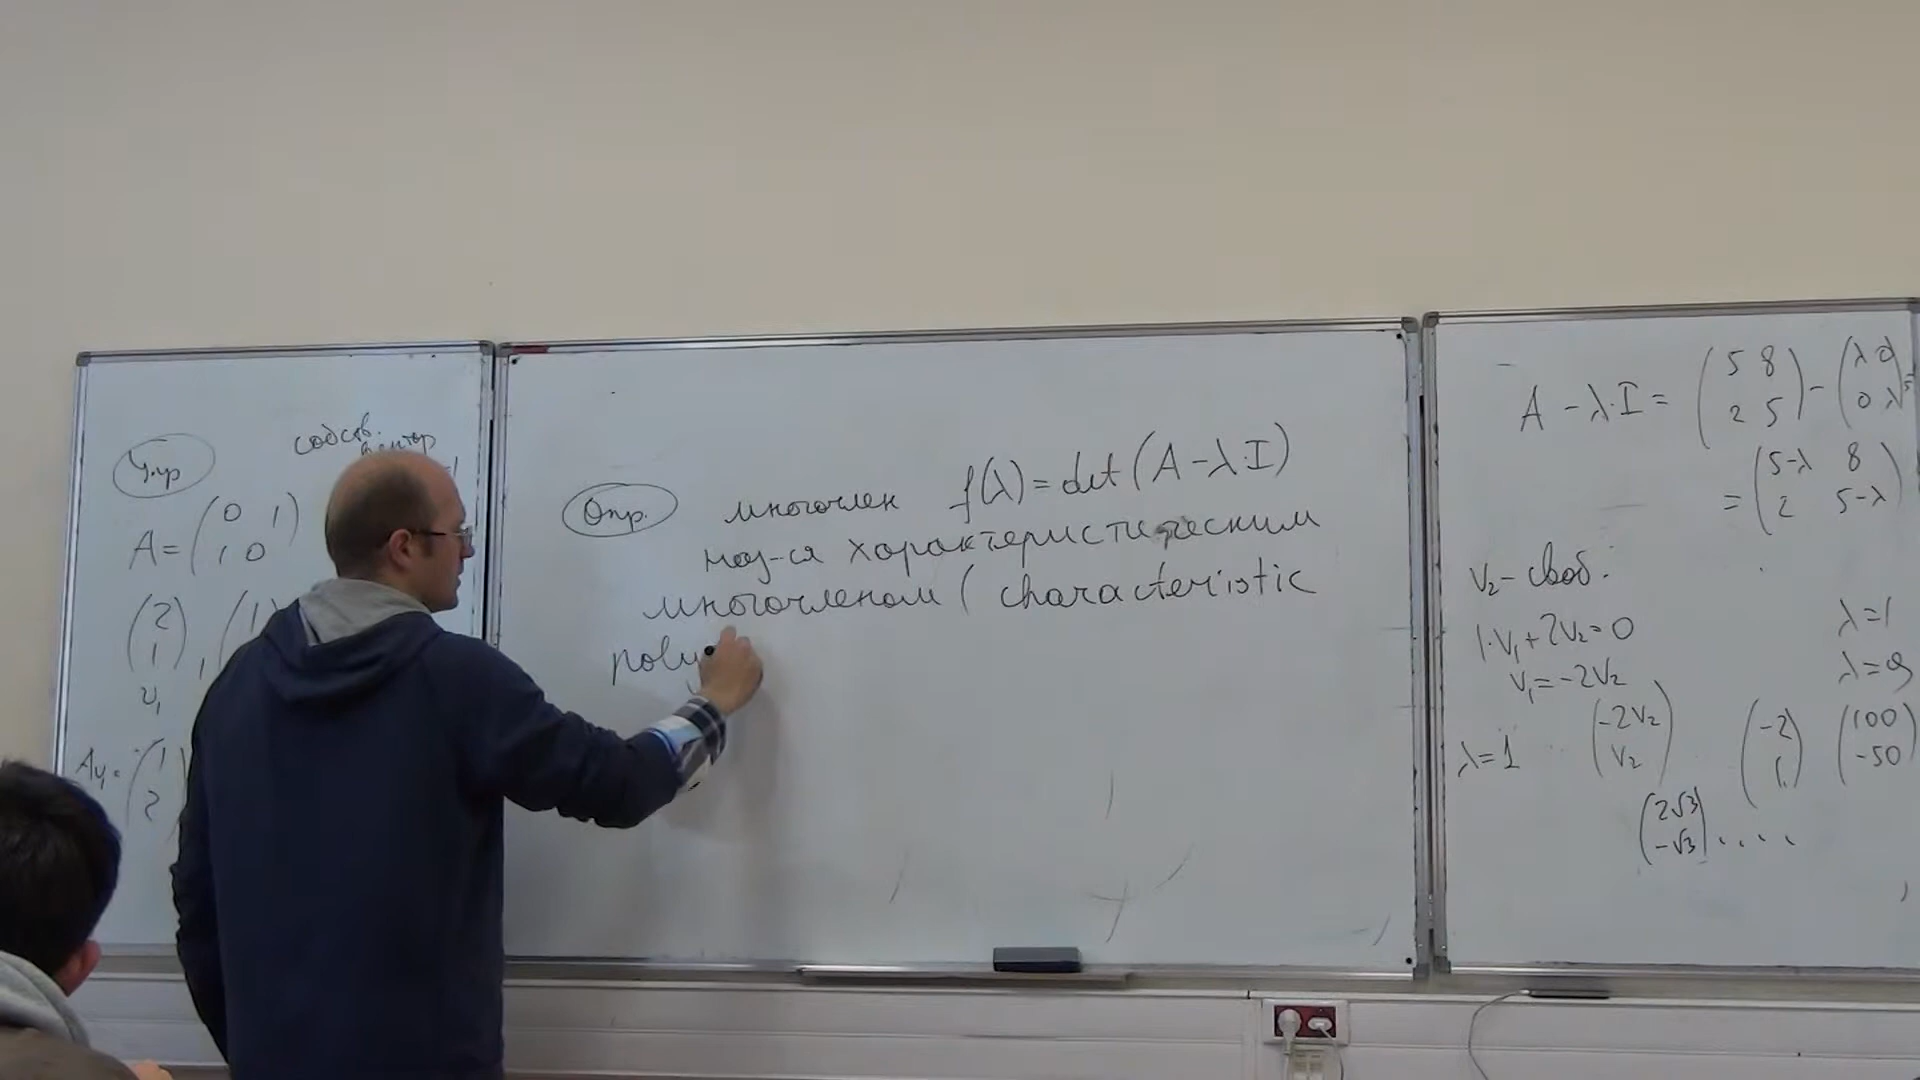 Упр
собств.
вектор
A = (0 1
1 0)
(2
1)
,
(1
v₁
Av₁ = (1
2)
Опр. многочлен f(λ) = det (A - λ·I)
наз-ся характеристическим
многочленом ( characteristic
poly
A - λ·I = (5 8
2 5) - (λ 0
0 λ) =
= (5-λ 8
2 5-λ)
v₂ - своб.
1·v₁ + 2v₂ = 0
v₁ = -2v₂
λ=1
λ=9
λ=1
(-2v₂
v₂)
(-2
1)
(100
-50)
(2√3
-√3) ....